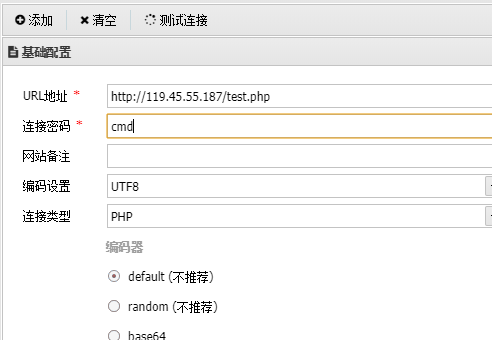 添加 清空 测试连接
基础配置
URL地址 * http://119.45.55.187/test.php
连接密码 * cmd
网站备注
编码设置 UTF8
连接类型 PHP
编码器
default (不推荐)
random (不推荐)
base64